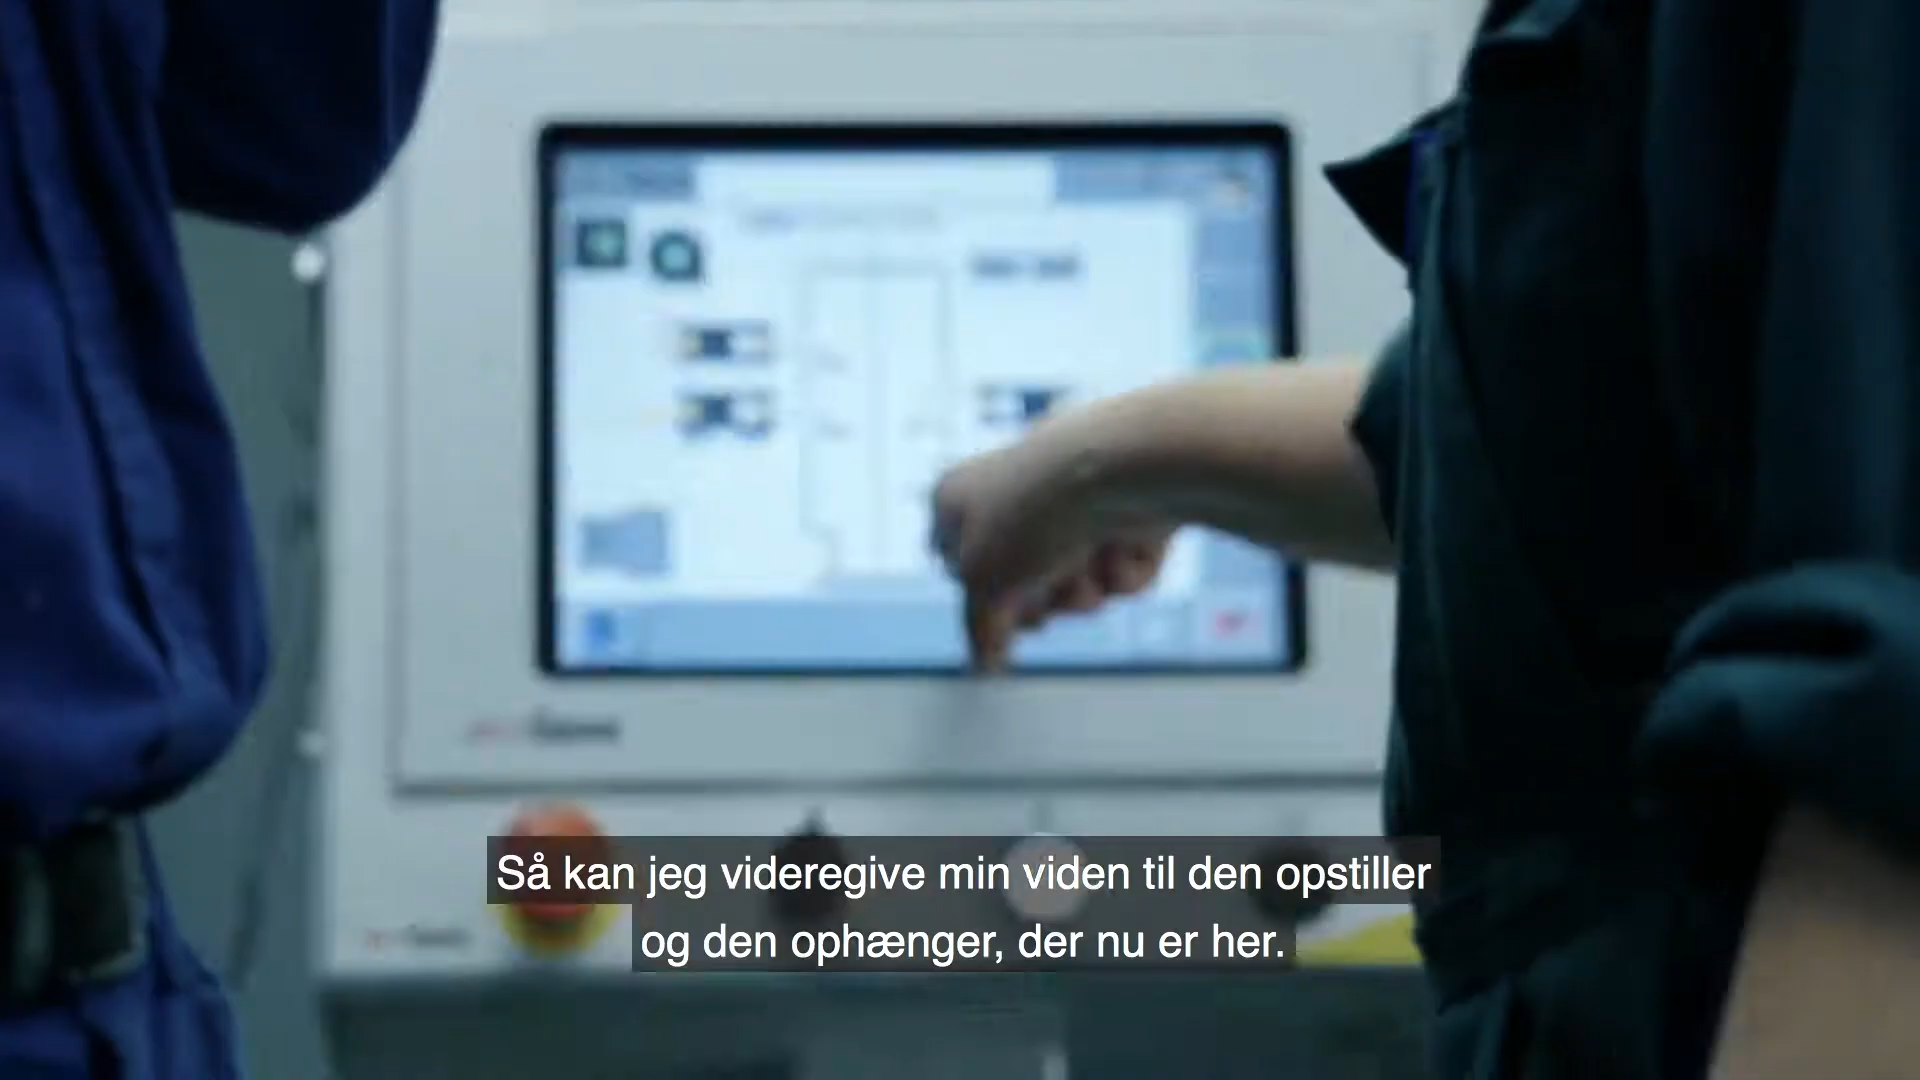 Så kan jeg videregive min viden til den opstiller
og den ophænger, der nu er her.